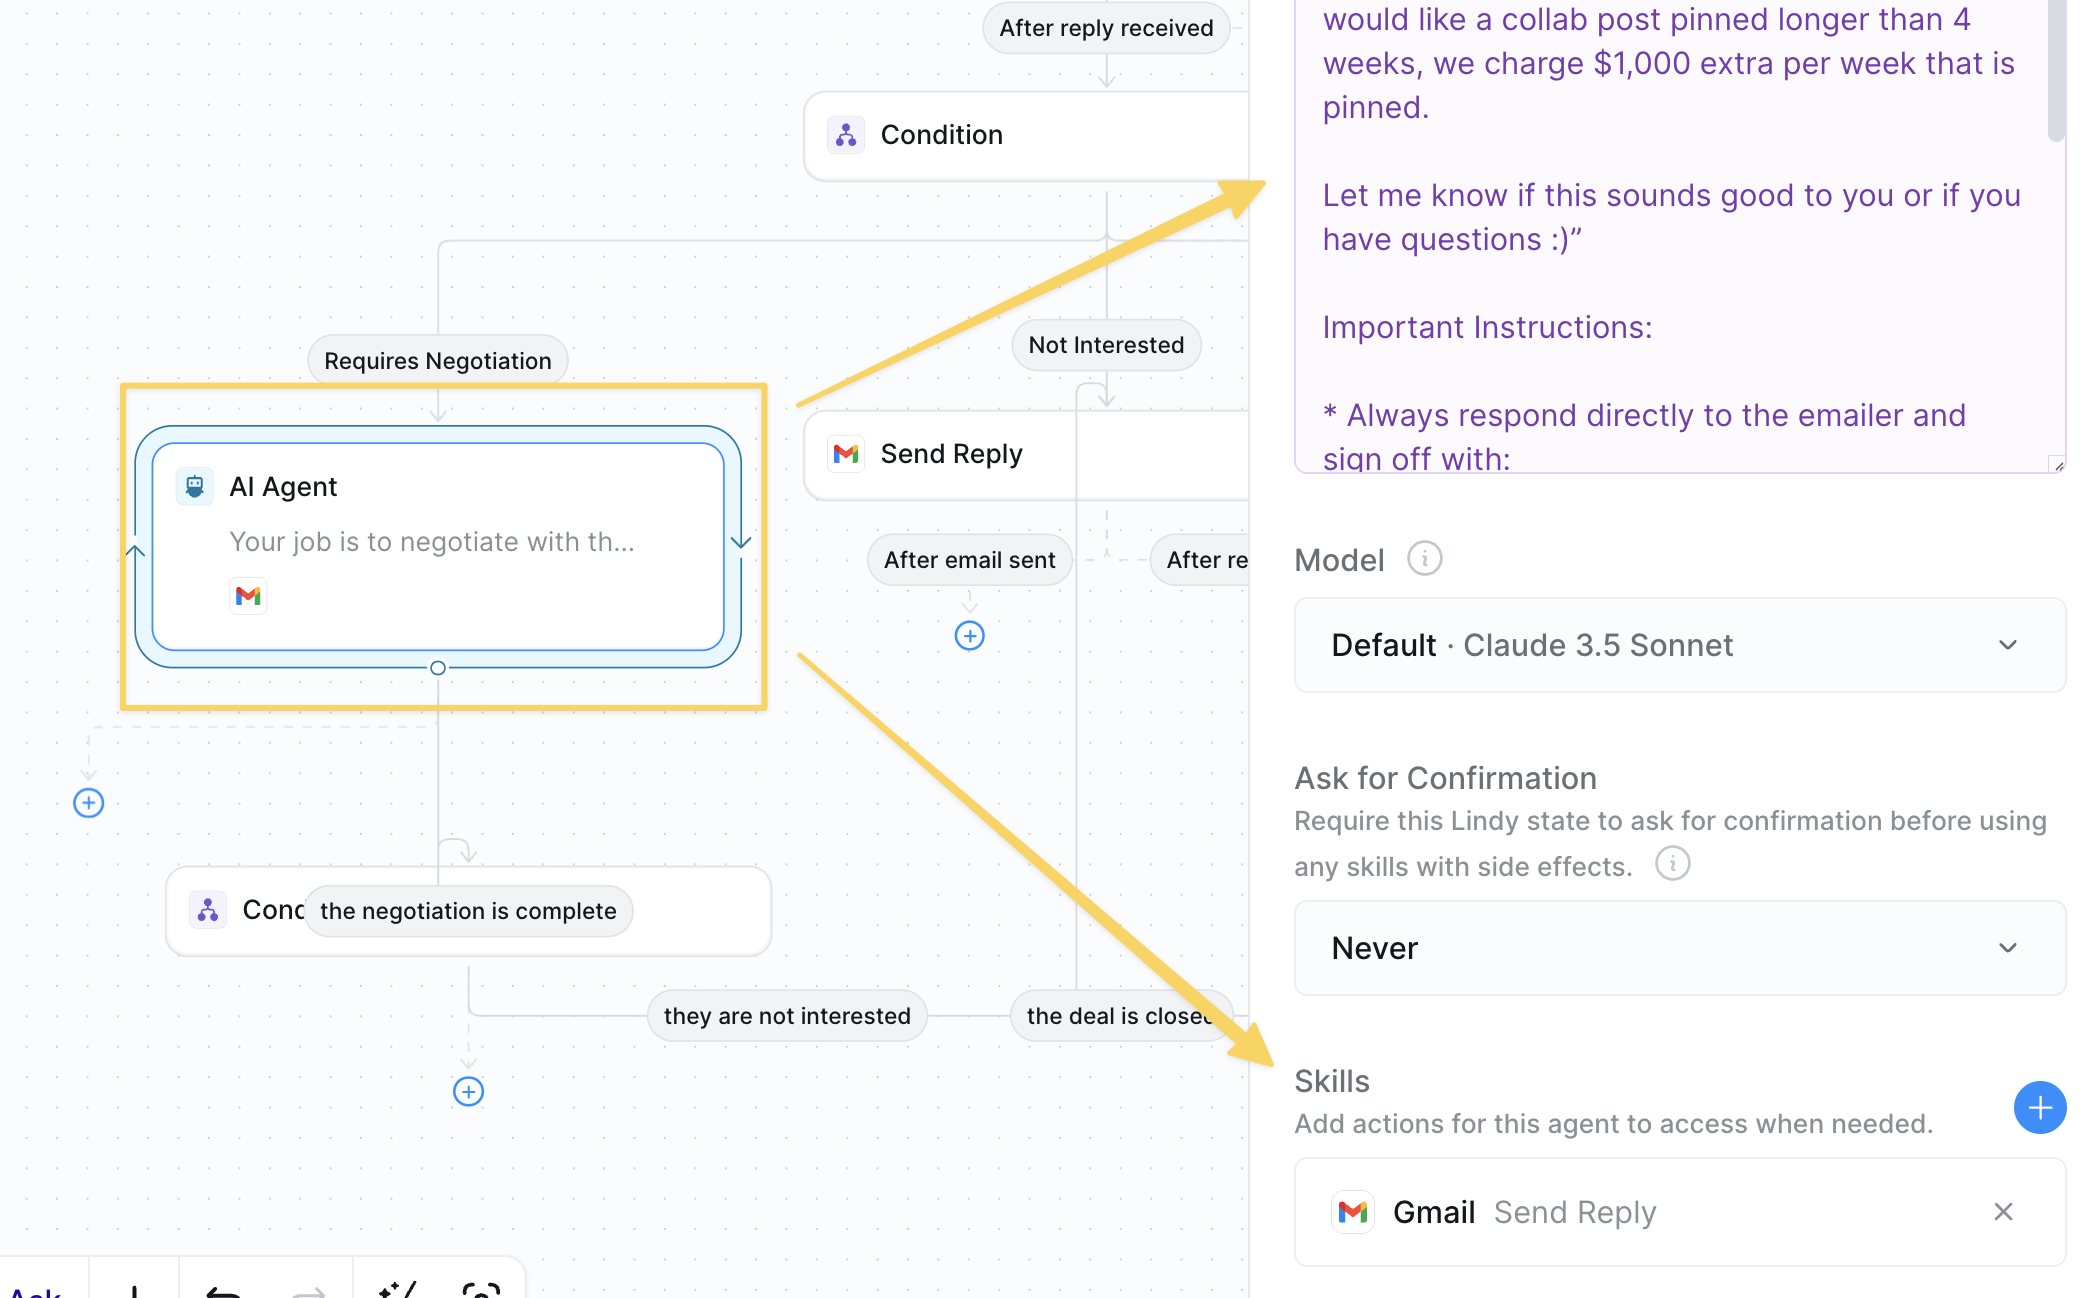 After reply received
Condition
Requires Negotiation
Not Interested
AI Agent
Your job is to negotiate with th...
Send Reply
After email sent
After re
Cond
the negotiation is complete
they are not interested
the deal is closed
Ask
would like a collab post pinned longer than 4
weeks, we charge $1,000 extra per week that is
pinned.
Let me know if this sounds good to you or if you
have questions :)”
Important Instructions:
* Always respond directly to the emailer and
sign off with:
Model
Default · Claude 3.5 Sonnet
Ask for Confirmation
Require this Lindy state to ask for confirmation before using
any skills with side effects.
Never
Skills
Add actions for this agent to access when needed.
Gmail Send Reply